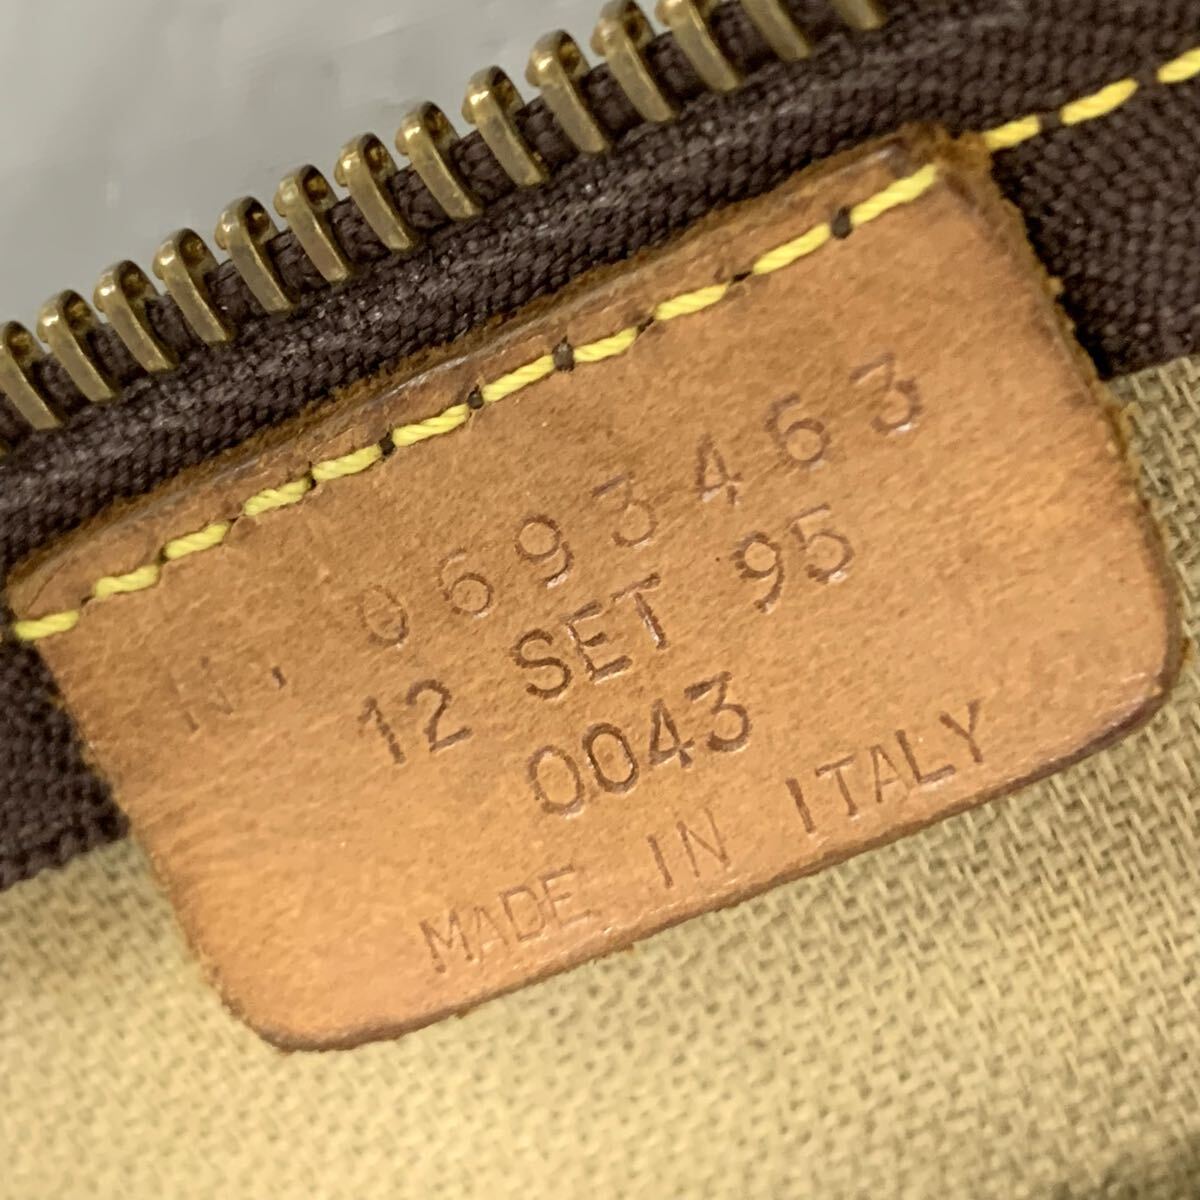 N. 0693463
12 SET 95
0043
MADE IN ITALY